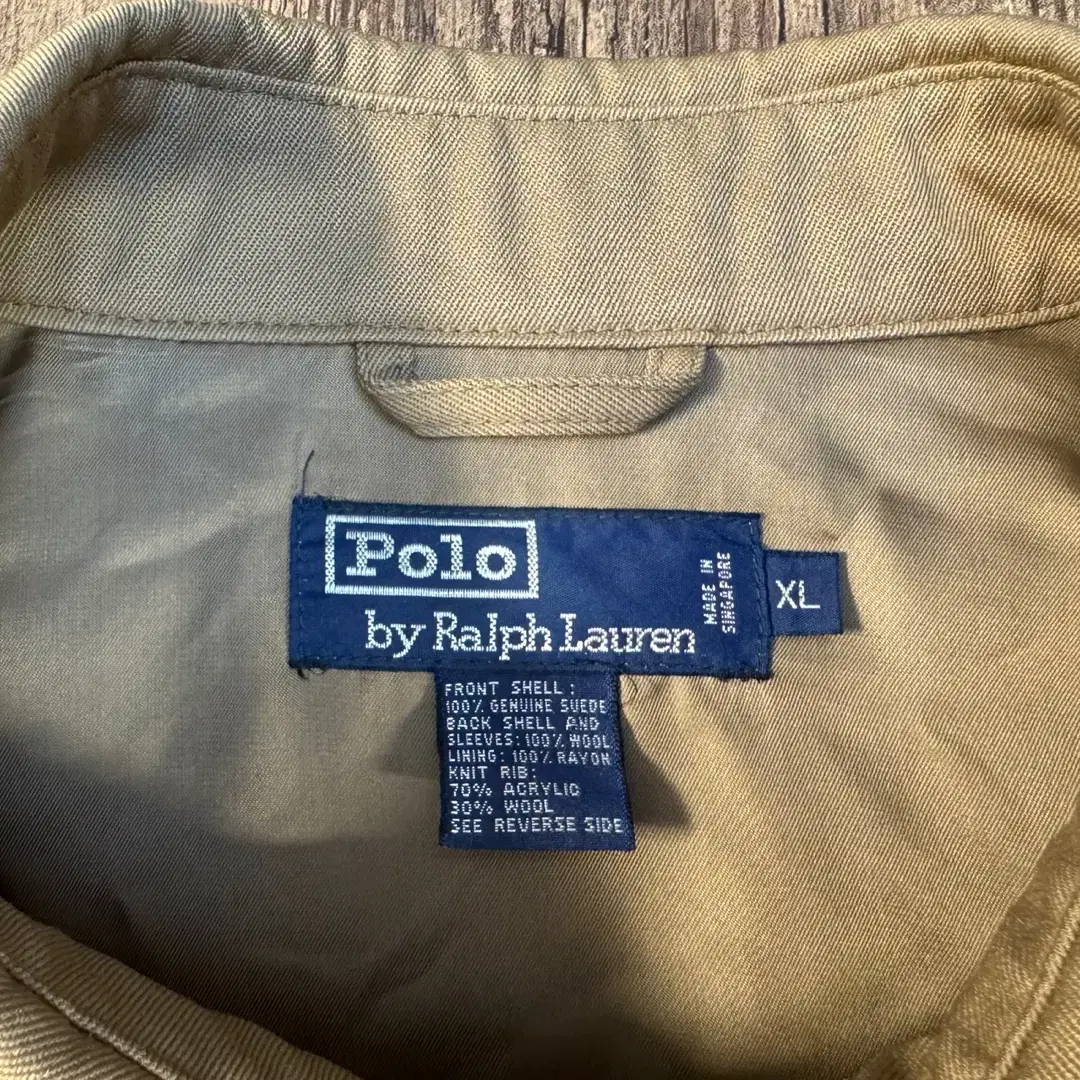 Polo
by Ralph Lauren
MADE IN
SINGAPORE
XL
FRONT SHELL:
100% GENUINE SUEDE
BACK SHELL AND
SLEEVES: 100% WOOL
LINING: 100% RAYON
KNIT RIB:
70% ACRYLIC
30% WOOL
SEE REVERSE SIDE